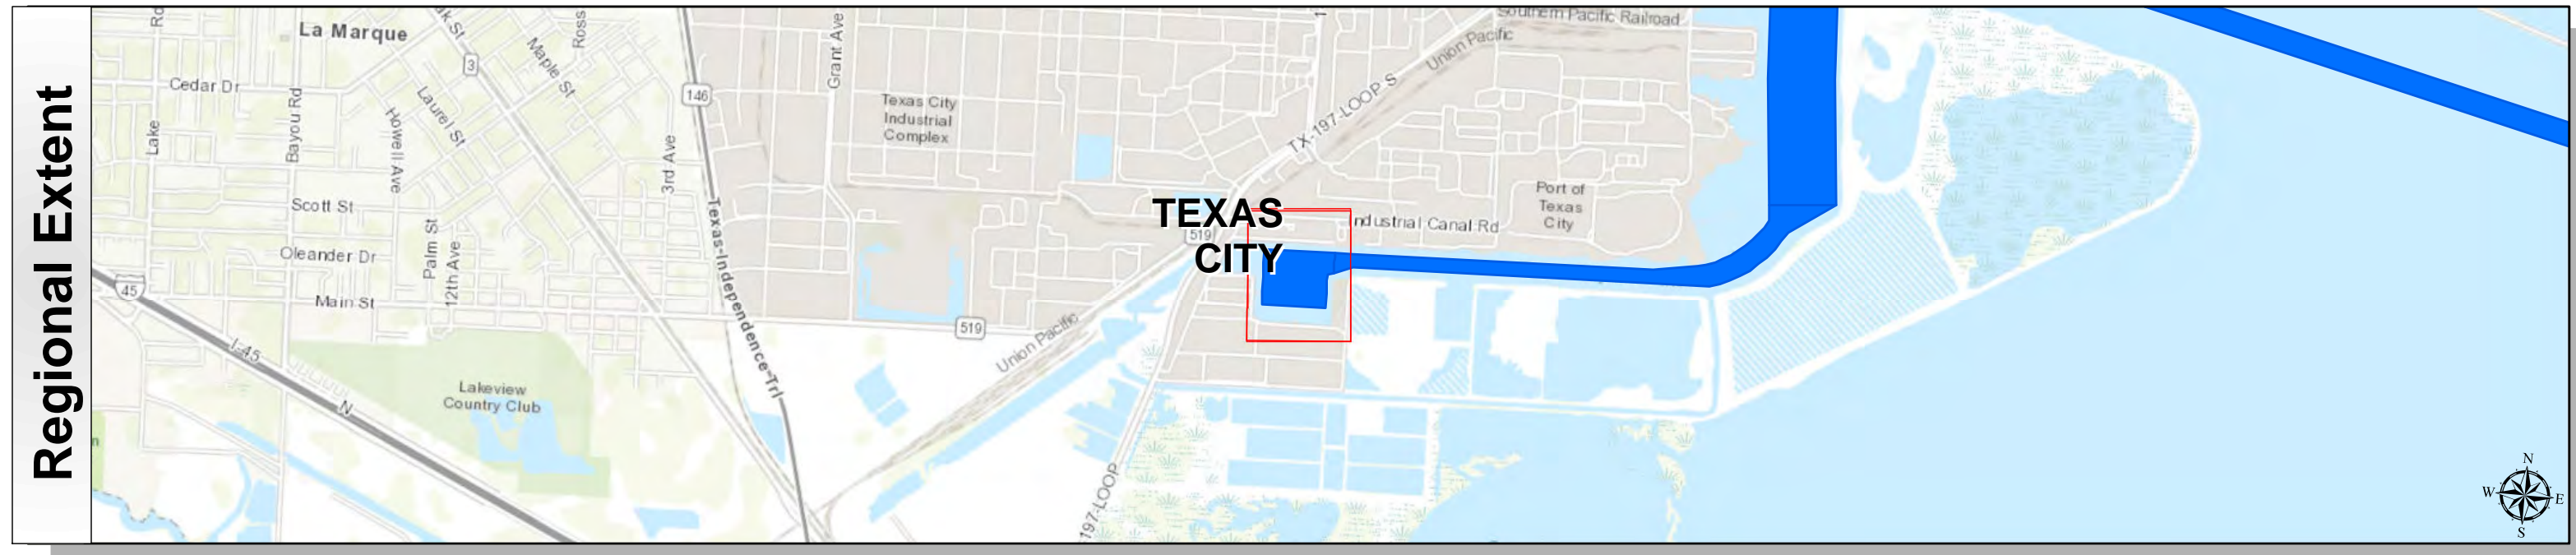 Regional Extent
La Marque
Rd
Ross
Grant Ave
Southern Pacific Railroad
Union Pacific
3
Maple St
Cedar Dr
146
Texas City
Industrial
Complex
TX-197-LOOP S
Lake
Bayou Rd
Howell Ave
Laurel St
3rd Ave
Port of
Texas
City
Scott St
TEXAS
CITY
Industrial Canal Rd
519
Palm St
12th Ave
Oleander Dr
Texas-Independence-Trl
45
Main St
519
Union Pacific
I-45
N
Lakeview
Country Club
197-LOOP
n
N
W
E
S